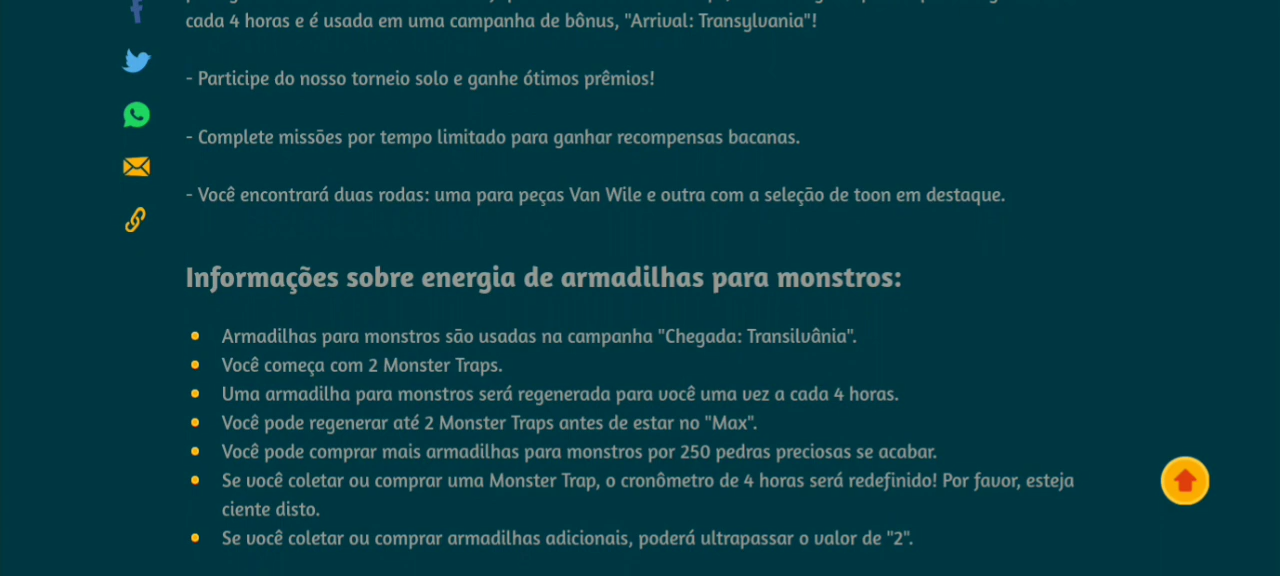 cada 4 horas e é usada em uma campanha de bônus, "Arrival: Transylvania"!
- Participe do nosso torneio solo e ganhe ótimos prêmios!
- Complete missões por tempo limitado para ganhar recompensas bacanas.
- Você encontrará duas rodas: uma para peças Van Wile e outra com a seleção de toon em destaque.
Informações sobre energia de armadilhas para monstros:
Armadilhas para monstros são usadas na campanha "Chegada: Transilvânia".
Você começa com 2 Monster Traps.
Uma armadilha para monstros será regenerada para você uma vez a cada 4 horas.
Você pode regenerar até 2 Monster Traps antes de estar no "Max".
Você pode comprar mais armadilhas para monstros por 250 pedras preciosas se acabar.
Se você coletar ou comprar uma Monster Trap, o cronômetro de 4 horas será redefinido! Por favor, esteja
ciente disto.
Se você coletar ou comprar armadilhas adicionais, poderá ultrapassar o valor de "2".